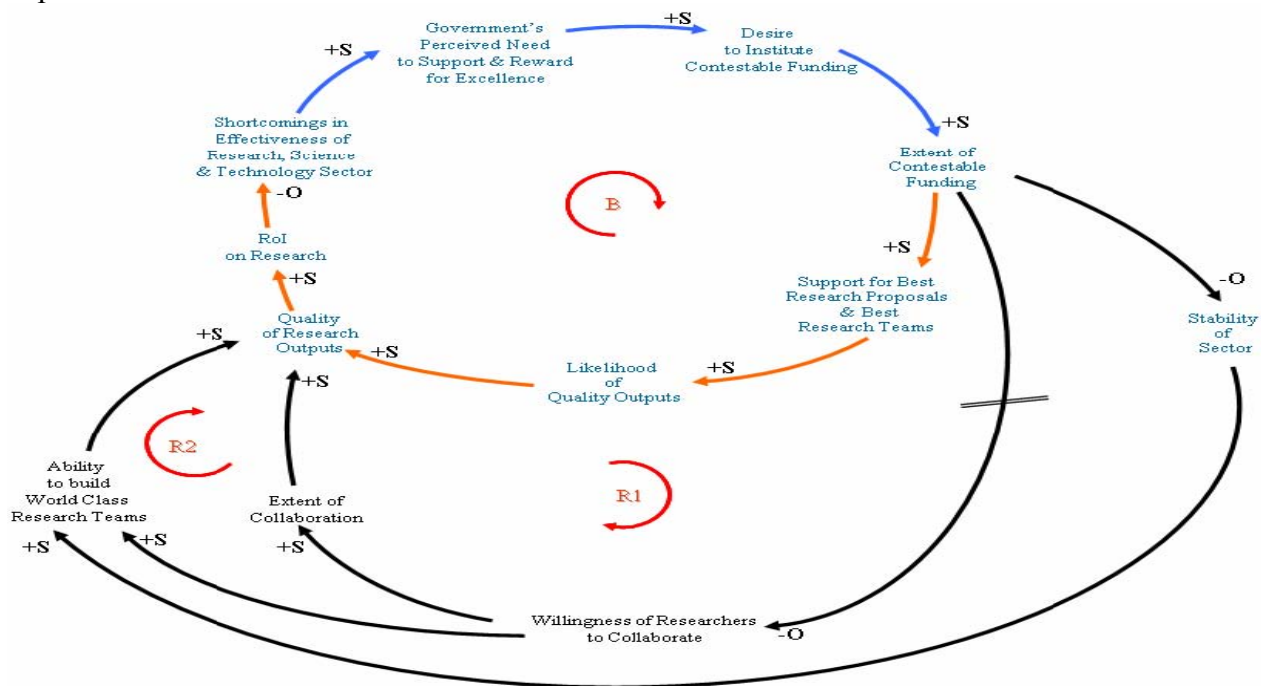 +S
Government's
Perceived Need
to Support & Reward
for Excellence
+S
Desire
to Institute
Contestable Funding
+S
Shortcomings in
Effectiveness of
Research, Science
& Technology Sector
Extent of
Contestable
Funding
-O
B
RoI
on Research
+S
+S
-O
Support for Best
Research Proposals
& Best
Research Teams
Quality
of Research
Outputs
+S
Stability
of
Sector
+S
+S
Likelihood
of
Quality Outputs
+S
R2
Ability
to build
World Class
Research Teams
Extent of
Collaboration
R1
+S
+S
+S
Willingness of Researchers
to Collaborate
-O